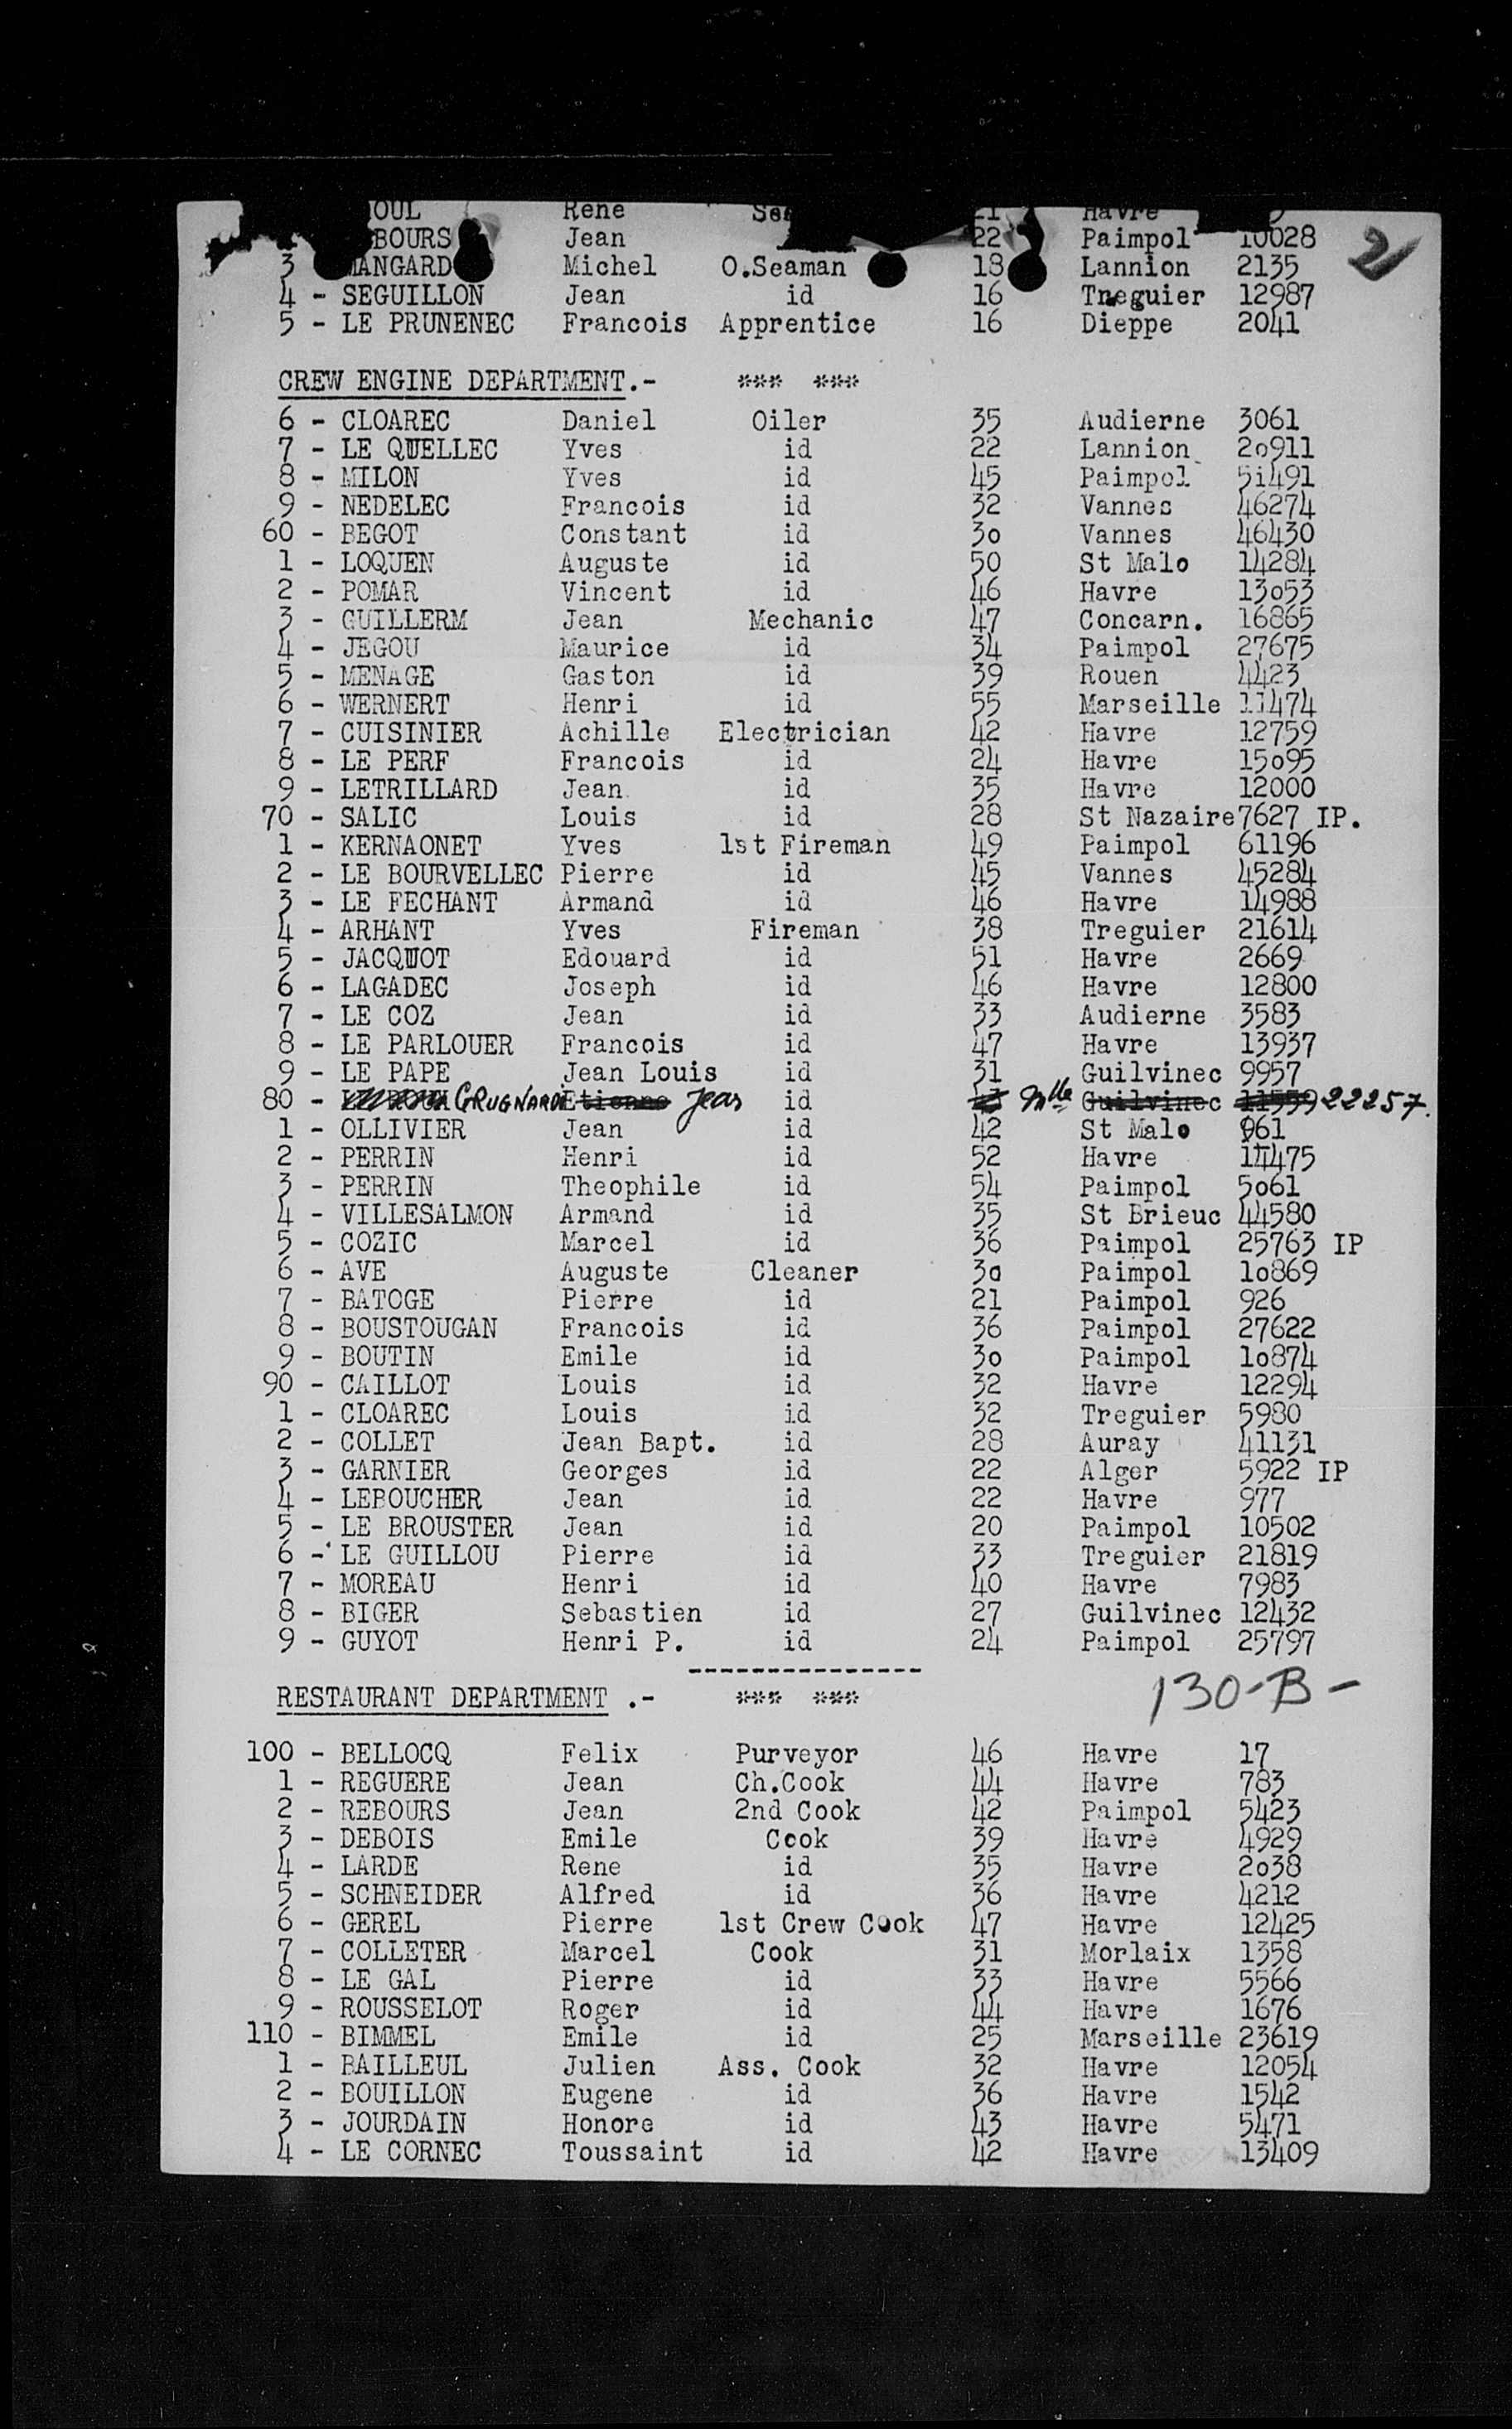 OUL Rene 21 Havre
BOURS Jean 22 Paimpol 10028
3 MANGARD Michel O.Seaman 18 Lannion 2135
2
4 - SEGUILLON Jean id 16 Treguier 12987
5 - LE PRUNENEC Francois Apprentice 16 Dieppe 2041
CREW ENGINE DEPARTMENT.- *** ***
6 - CLOAREC Daniel Oiler 35 Audierne 3061
7 - LE QUELLEC Yves id 22 Lannion 2o911
8 - MILON Yves id 45 Paimpol 5i491
9 - NEDELEC Francois id 32 Vannes 46274
60 - BEGOT Constant id 3o Vannes 46430
1 - LOQUEN Auguste id 50 St Malo 14284
2 - POMAR Vincent id 46 Havre 13o53
3 - GUILLERM Jean Mechanic 47 Concarn. 16865
4 - JEGOU Maurice id 34 Paimpol 27675
5 - MENAGE Gaston id 39 Rouen 4423
6 - WERNERT Henri id 55 Marseille 11474
7 - CUISINIER Achille Electrician 42 Havre 12759
8 - LE PERF Francois id 24 Havre 15o95
9 - LETRILLARD Jean id 35 Havre 12000
70 - SALIC Louis id 28 St Nazaire 7627 IP.
1 - KERNAONET Yves 1st Fireman 49 Paimpol 61196
2 - LE BOURVELLEC Pierre id 45 Vannes 45284
3 - LE FECHANT Armand id 46 Havre 14988
4 - ARHANT Yves Fireman 38 Treguier 21614
5 - JACQUOT Edouard id 51 Havre 2669
6 - LAGADEC Joseph id 46 Havre 12800
7 - LE COZ Jean id 33 Audierne 3583
8 - LE PARLOUER Francois id 47 Havre 13937
9 - LE PAPE Jean Louis id 31 Guilvinec 9957
80 - GRUGNARD Etienne Jean id Mlle Guilvinec 11559 22257.
1 - OLLIVIER Jean id 42 St Malo 961
2 - PERRIN Henri id 52 Havre 14475
3 - PERRIN Theophile id 54 Paimpol 5o61
4 - VILLESALMON Armand id 35 St Brieuc 44580
5 - COZIC Marcel id 36 Paimpol 25763 IP
6 - AVE Auguste Cleaner 3o Paimpol 1o869
7 - BATOGE Pierre id 21 Paimpol 926
8 - BOUSTOUGAN Francois id 36 Paimpol 27622
9 - BOUTIN Emile id 3o Paimpol 1o874
90 - CAILLOT Louis id 32 Havre 12294
1 - CLOAREC Louis id 32 Treguier 5980
2 - COLLET Jean Bapt. id 28 Auray 41131
3 - GARNIER Georges id 22 Alger 5922 IP
4 - LEBOUCHER Jean id 22 Havre 977
5 - LE BROUSTER Jean id 20 Paimpol 10502
6 - LE GUILLOU Pierre id 33 Treguier 21819
7 - MOREAU Henri id 40 Havre 7983
8 - BIGER Sebastien id 27 Guilvinec 12432
9 - GUYOT Henri P. id 24 Paimpol 25797
---------------
RESTAURANT DEPARTMENT .- *** *** 130-B-
100 - BELLOCQ Felix Purveyor 46 Havre 17
1 - REGUERE Jean Ch.Cook 44 Havre 783
2 - REBOURS Jean 2nd Cook 42 Paimpol 5423
3 - DEBOIS Emile Cook 39 Havre 4929
4 - LARDE Rene id 35 Havre 2o38
5 - SCHNEIDER Alfred id 36 Havre 4212
6 - GEREL Pierre 1st Crew Cook 47 Havre 12425
7 - COLLETER Marcel Cook 31 Morlaix 1358
8 - LE GAL Pierre id 33 Havre 5566
9 - ROUSSELOT Roger id 44 Havre 1676
110 - BIMMEL Emile id 25 Marseille 23619
1 - BAILLEUL Julien Ass. Cook 32 Havre 12054
2 - BOUILLON Eugene id 36 Havre 1542
3 - JOURDAIN Honore id 43 Havre 5471
4 - LE CORNEC Toussaint id 42 Havre 13409